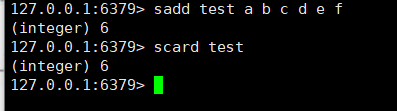 127.0.0.1:6379> sadd test a b c d e f
(integer) 6
127.0.0.1:6379> scard test
(integer) 6
127.0.0.1:6379>